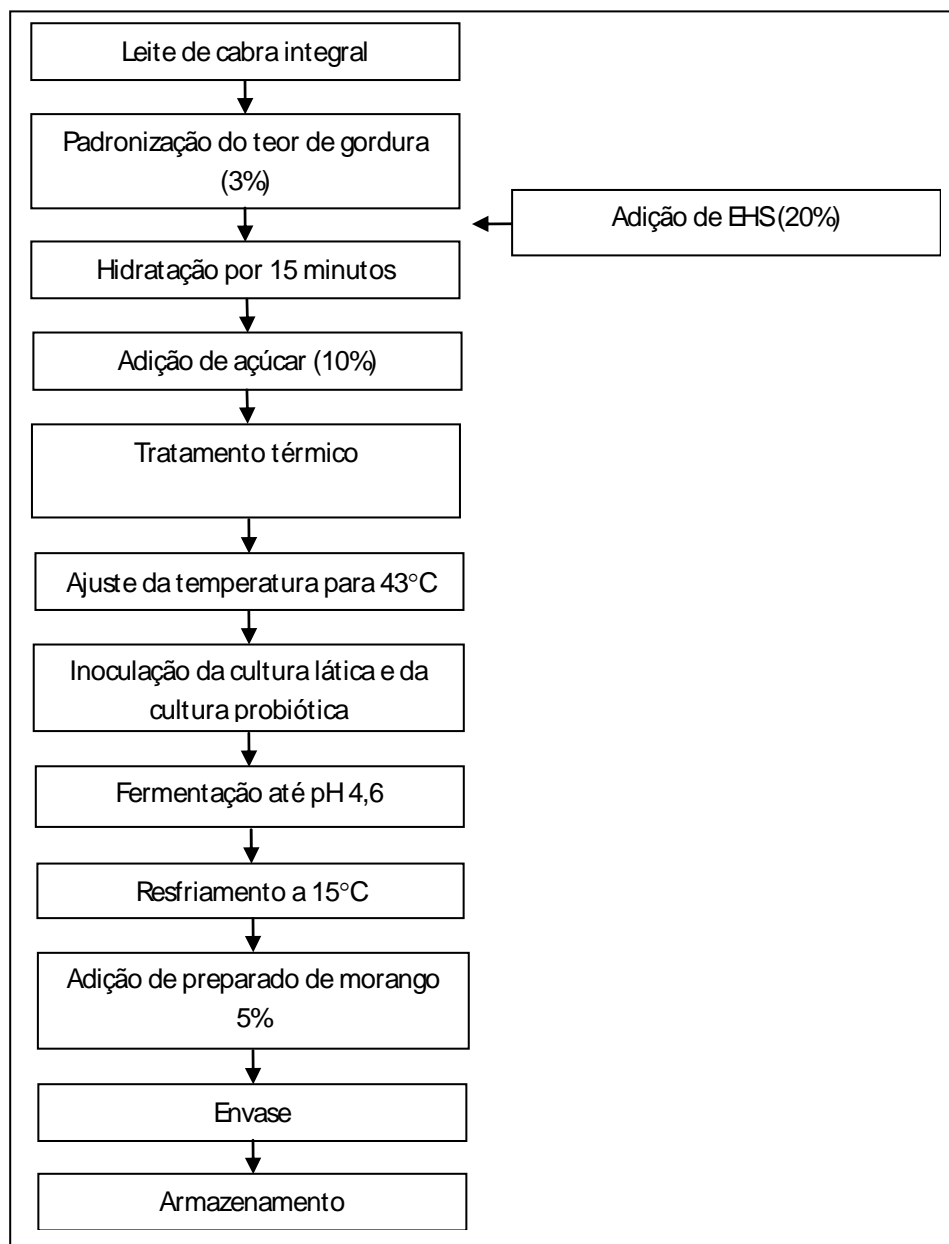 Leite de cabra integral
Padronização do teor de gordura
(3%)
Adição de EHS (20%)
Hidratação por 15 minutos
Adição de açúcar (10%)
Tratamento térmico
Ajuste da temperatura para 43°C
Inoculação da cultura lática e da
cultura probiótica
Fermentação até pH 4,6
Resfriamento a 15°C
Adição de preparado de morango
5%
Envase
Armazenamento